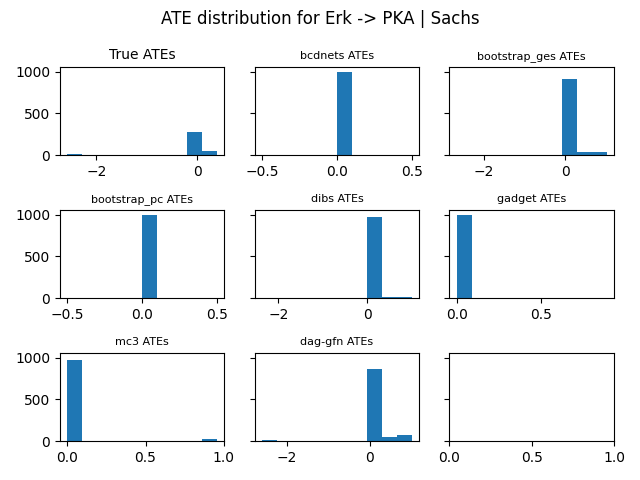 ATE distribution for Erk -> PKA | Sachs
True ATEs
bcdnets ATEs
bootstrap_ges ATEs
1000
500
0
−2 0
−0.5 0.0 0.5
−2 0
bootstrap_pc ATEs
dibs ATEs
gadget ATEs
1000
500
0
−0.5 0.0 0.5
−2 0
0.0 0.5
mc3 ATEs
dag-gfn ATEs
1000
500
0
0.0 0.5 1.0
−2 0
0.0 0.5 1.0